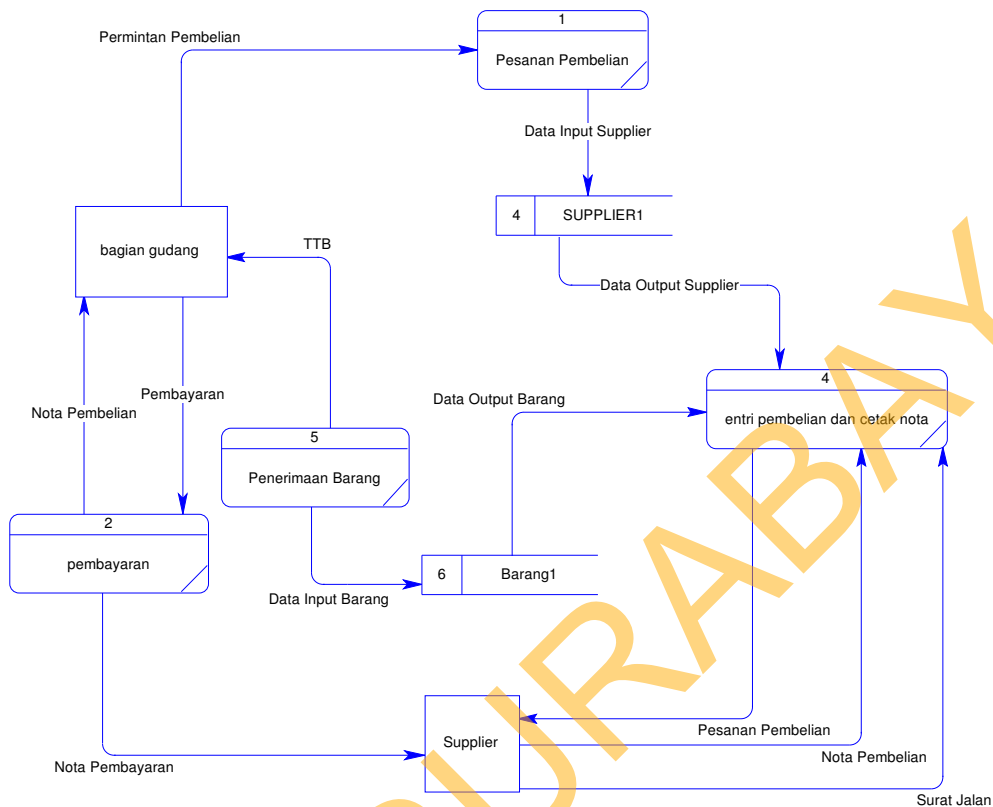 1
Permintan Pembelian
Pesanan Pembelian
Data Input Supplier
4 SUPPLIER1
bagian gudang
TTB
Data Output Supplier
4
Pembayaran
Data Output Barang
Nota Pembelian
entri pembelian dan cetak nota
5
Penerimaan Barang
2
pembayaran
6 Barang1
Data Input Barang
Pesanan Pembelian
Supplier
Nota Pembelian
Nota Pembayaran
Surat Jalan
URABAY